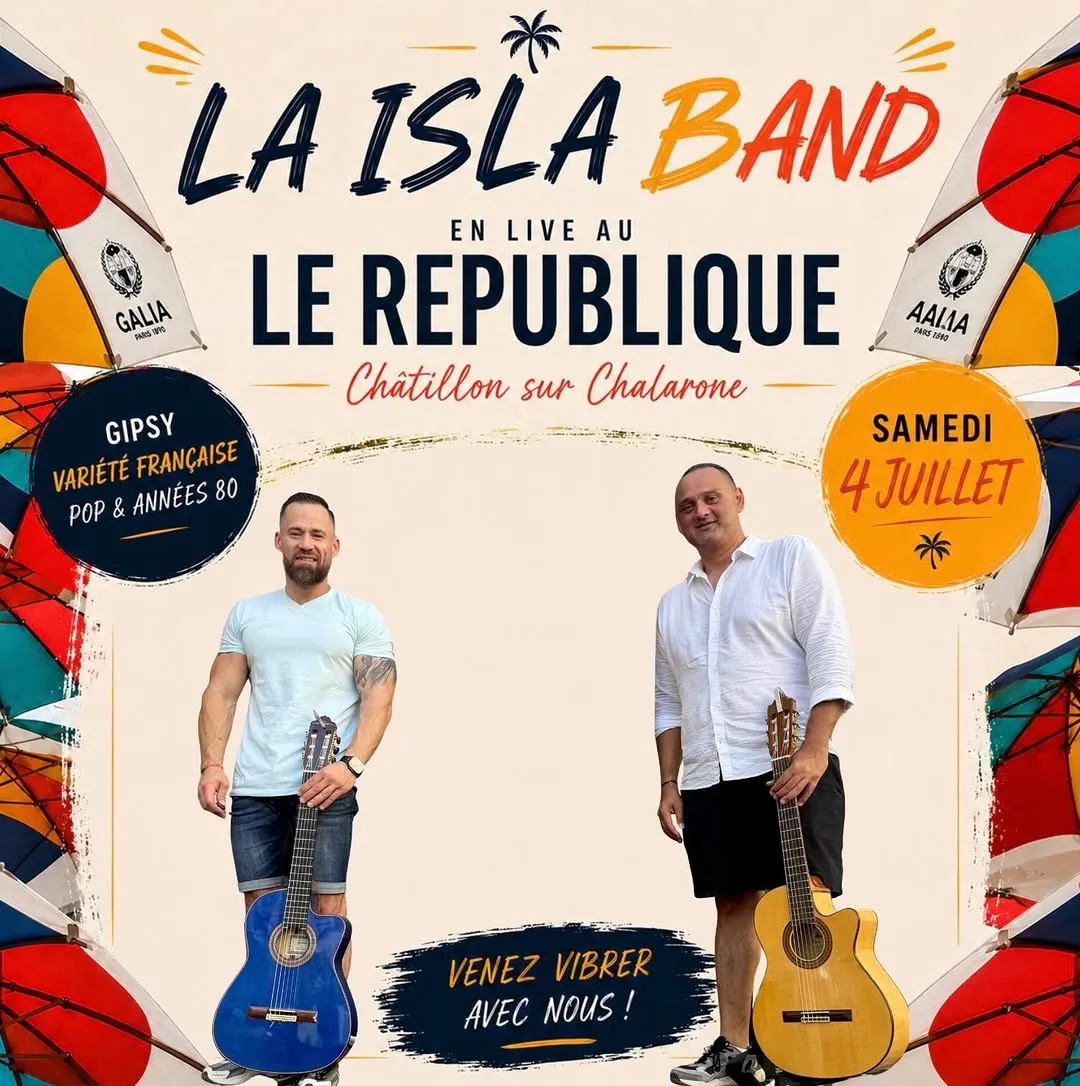 LA ISLA BAND
EN LIVE AU
LE REPUBLIQUE
Châtillon sur Chalarone
GALIA
PARIS 1890
AALIA
PARIS 1890
GIPSY
VARIÉTÉ FRANÇAISE
POP & ANNÉES 80
SAMEDI
4 JUILLET
VENEZ VIBRER
AVEC NOUS !